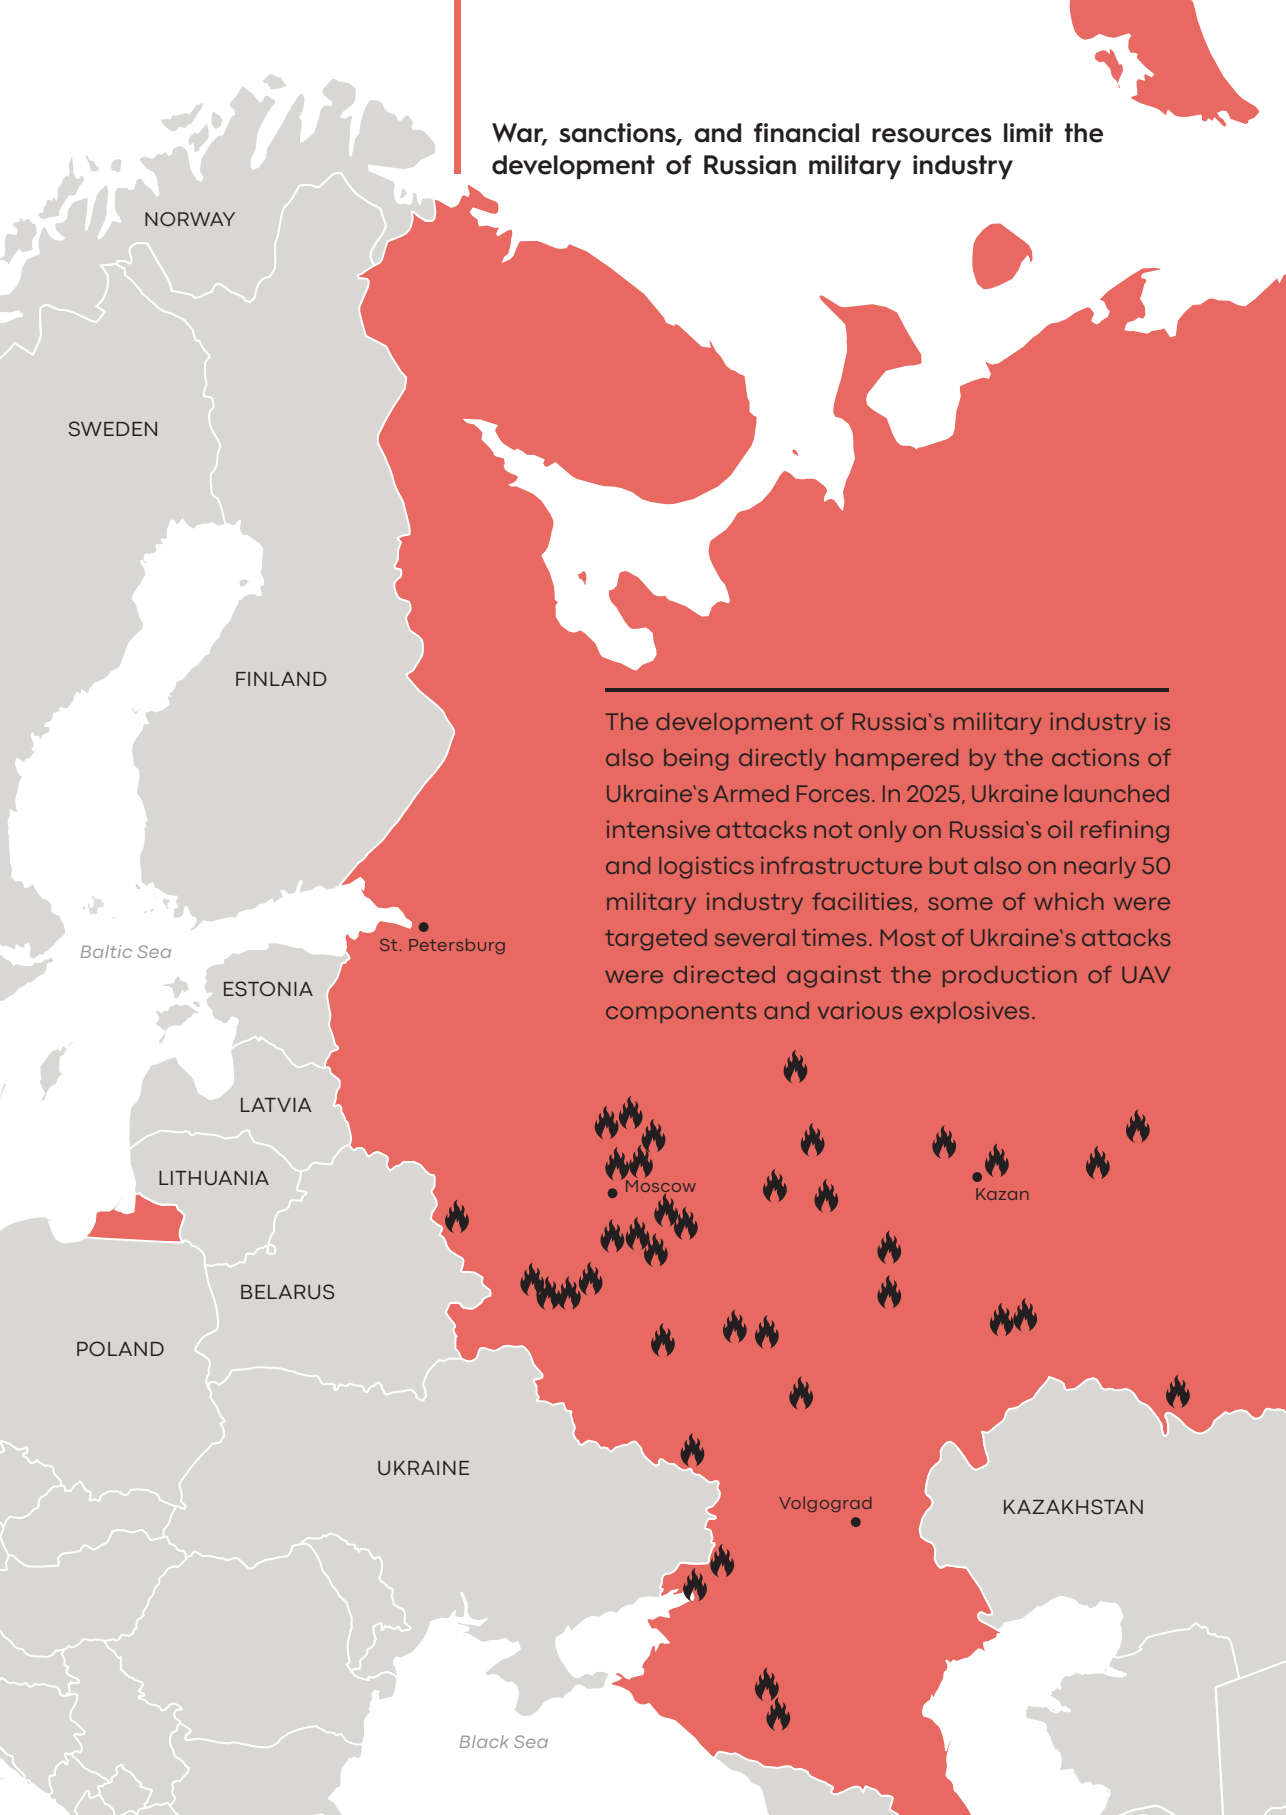 War, sanctions, and financial resources limit the
development of Russian military industry
NORWAY
SWEDEN
FINLAND
The development of Russia‛s military industry is
also being directly hampered by the actions of
Ukraine‛s Armed Forces. In 2025, Ukraine launched
intensive attacks not only on Russia‛s oil refining
and logistics infrastructure but also on nearly 50
military industry facilities, some of which were
targeted several times. Most of Ukraine‛s attacks
were directed against the production of UAV
components and various explosives.
St. Petersburg
Baltic Sea
ESTONIA
LATVIA
LITHUANIA
Moscow
Kazan
BELARUS
POLAND
UKRAINE
Volgograd
KAZAKHSTAN
Black Sea